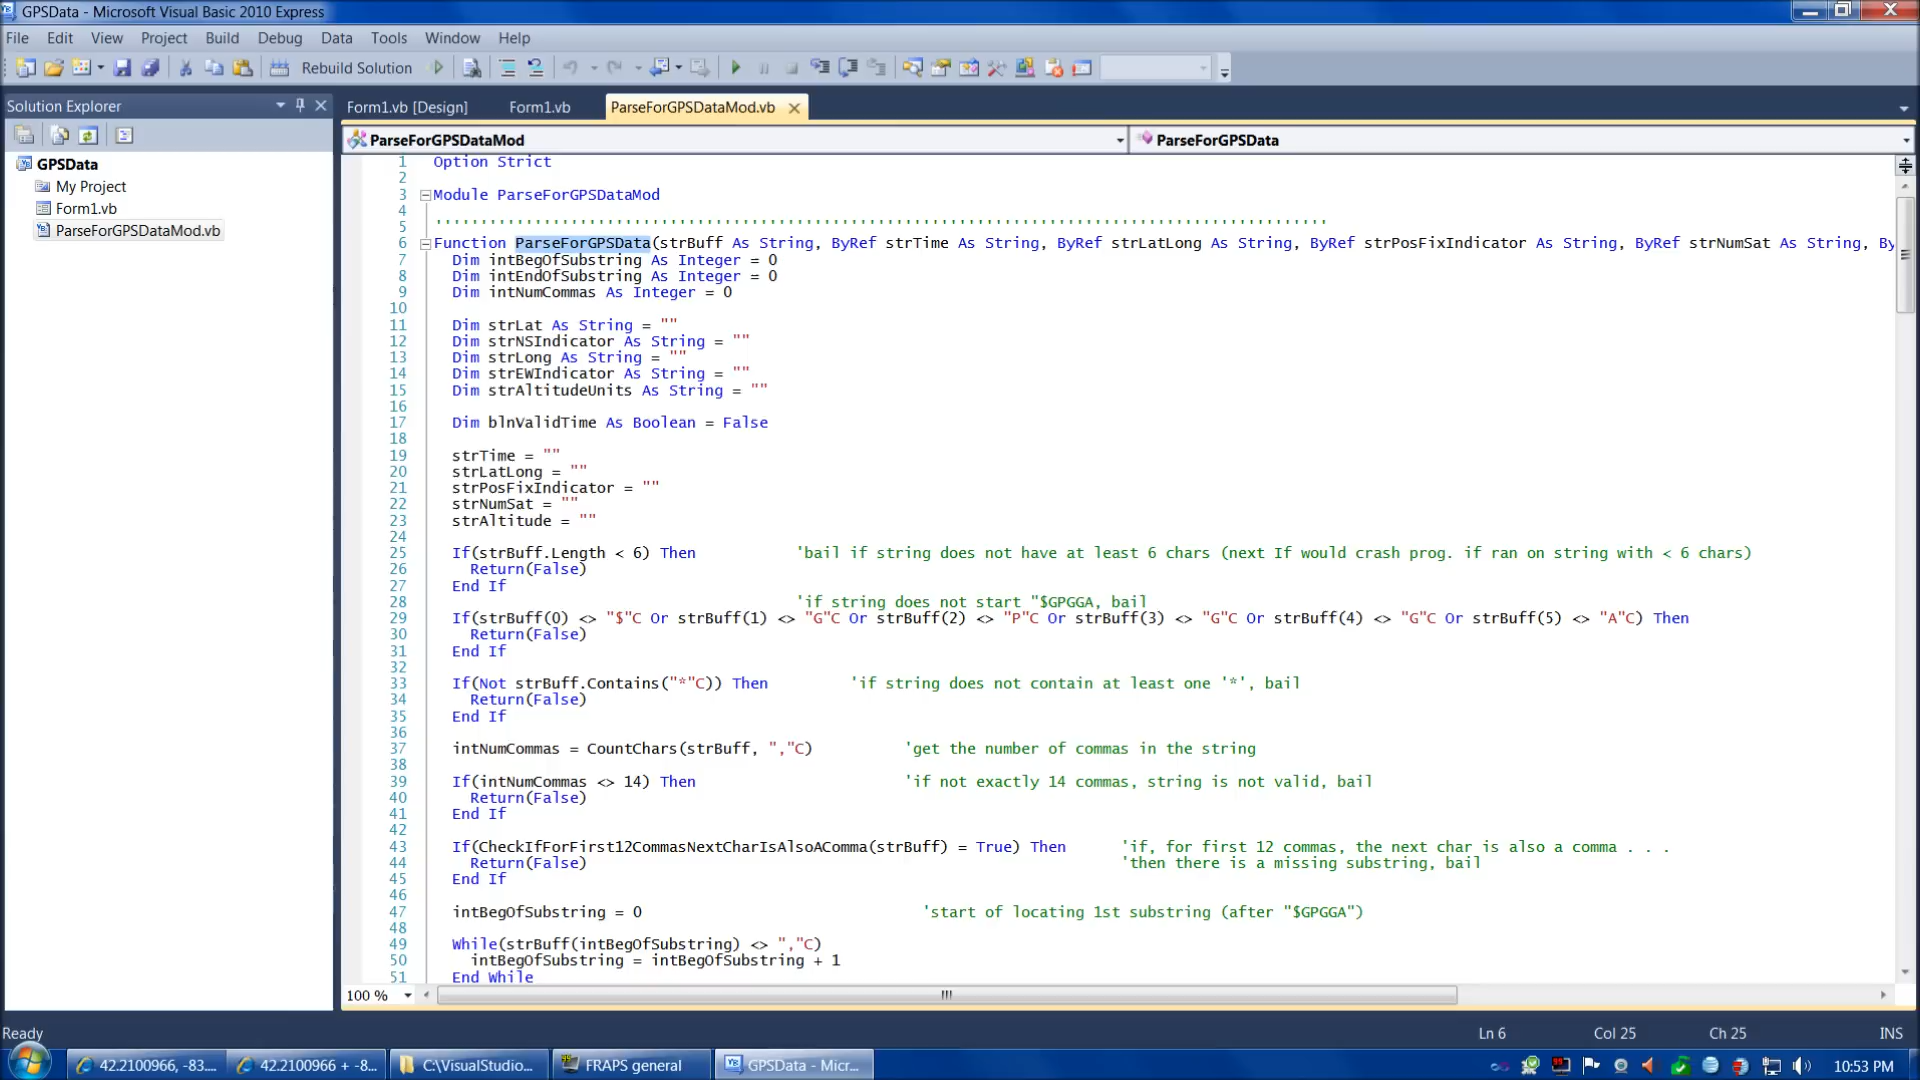 GPSData - Microsoft Visual Basic 2010 Express
File Edit View Project Build Debug Data Tools Window Help
Rebuild Solution
Solution Explorer
GPSData
My Project
Form1.vb
ParseForGPSDataMod.vb
Form1.vb [Design] Form1.vb ParseForGPSDataMod.vb
ParseForGPSDataMod ParseForGPSData
1 Option Strict
2
3 Module ParseForGPSDataMod
4
5 '''''''''''''''''''''''''''''''''''''''''''''''''''''''''''''''''''''''''''''''''''''''''''''''''''
6 Function ParseForGPSData(strBuff As String, ByRef strTime As String, ByRef strLatLong As String, ByRef strPosFixIndicator As String, ByRef strNumSat As String, By
7 Dim intBegOfSubstring As Integer = 0
8 Dim intEndOfSubstring As Integer = 0
9 Dim intNumCommas As Integer = 0
10
11 Dim strLat As String = ""
12 Dim strNSIndicator As String = ""
13 Dim strLong As String = ""
14 Dim strEWIndicator As String = ""
15 Dim strAltitudeUnits As String = ""
16
17 Dim blnValidTime As Boolean = False
18
19 strTime = ""
20 strLatLong = ""
21 strPosFixIndicator = ""
22 strNumSat = ""
23 strAltitude = ""
24
25 If(strBuff.Length < 6) Then 'bail if string does not have at least 6 chars (next If would crash prog. if ran on string with < 6 chars)
26 Return(False)
27 End If
28 'if string does not start "$GPGGA, bail
29 If(strBuff(0) <> "$"C Or strBuff(1) <> "G"C Or strBuff(2) <> "P"C Or strBuff(3) <> "G"C Or strBuff(4) <> "G"C Or strBuff(5) <> "A"C) Then
30 Return(False)
31 End If
32
33 If(Not strBuff.Contains("*"C)) Then 'if string does not contain at least one '*', bail
34 Return(False)
35 End If
36
37 intNumCommas = CountChars(strBuff, ","C) 'get the number of commas in the string
38
39 If(intNumCommas <> 14) Then 'if not exactly 14 commas, string is not valid, bail
40 Return(False)
41 End If
42
43 If(CheckIfForFirst12CommasNextCharIsAlsoAComma(strBuff) = True) Then 'if, for first 12 commas, the next char is also a comma . . .
44 Return(False) 'then there is a missing substring, bail
45 End If
46
47 intBegOfSubstring = 0 'start of locating 1st substring (after "$GPGGA")
48
49 While(strBuff(intBegOfSubstring) <> ","C)
50 intBegOfSubstring = intBegOfSubstring + 1
51 End While
100 %
Ready Ln 6 Col 25 Ch 25 INS
42.2100966, -83.... 42.2100966 + -8... C:\VisualStudio... FRAPS general GPSData - Micr... 10:53 PM